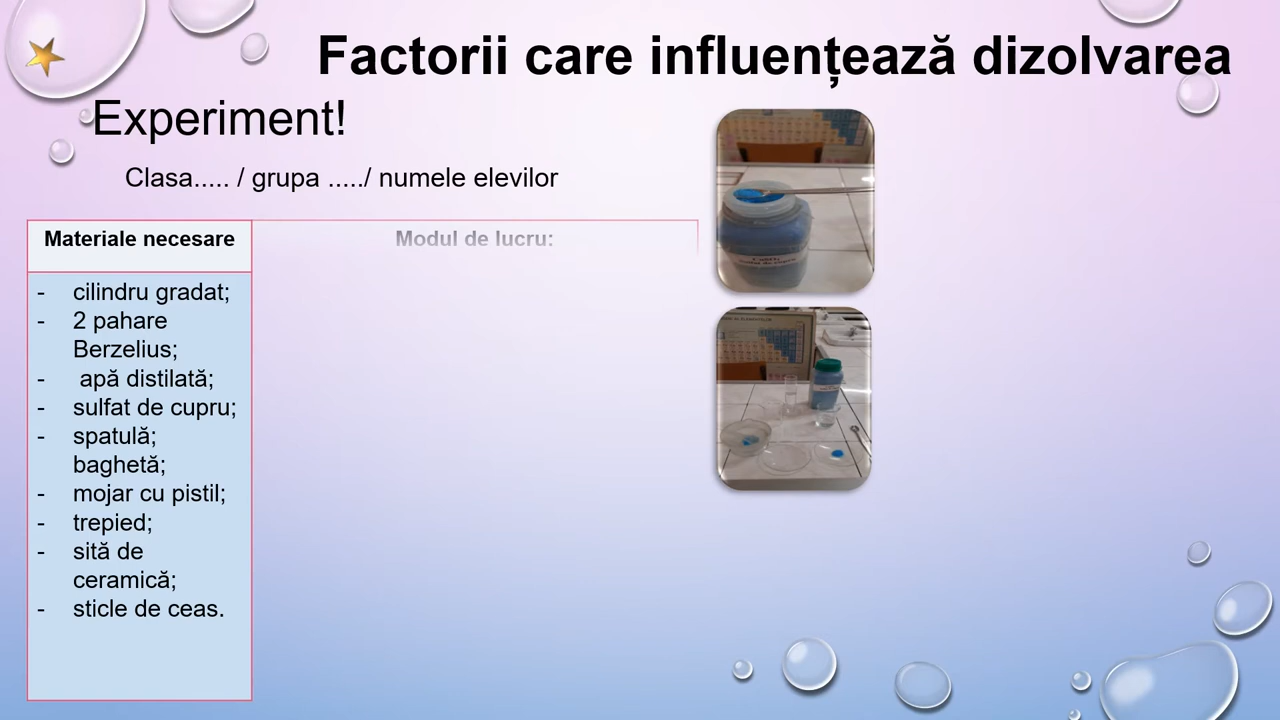 Factorii care influențează dizolvarea
Experiment!
Clasa..... / grupa ...../ numele elevilor
Materiale necesare
Modul de lucru:
- cilindru gradat;
- 2 pahare
Berzelius;
- apă distilată;
- sulfat de cupru;
- spatulă;
baghetă;
- mojar cu pistil;
- trepied;
- sită de
ceramică;
- sticle de ceas.